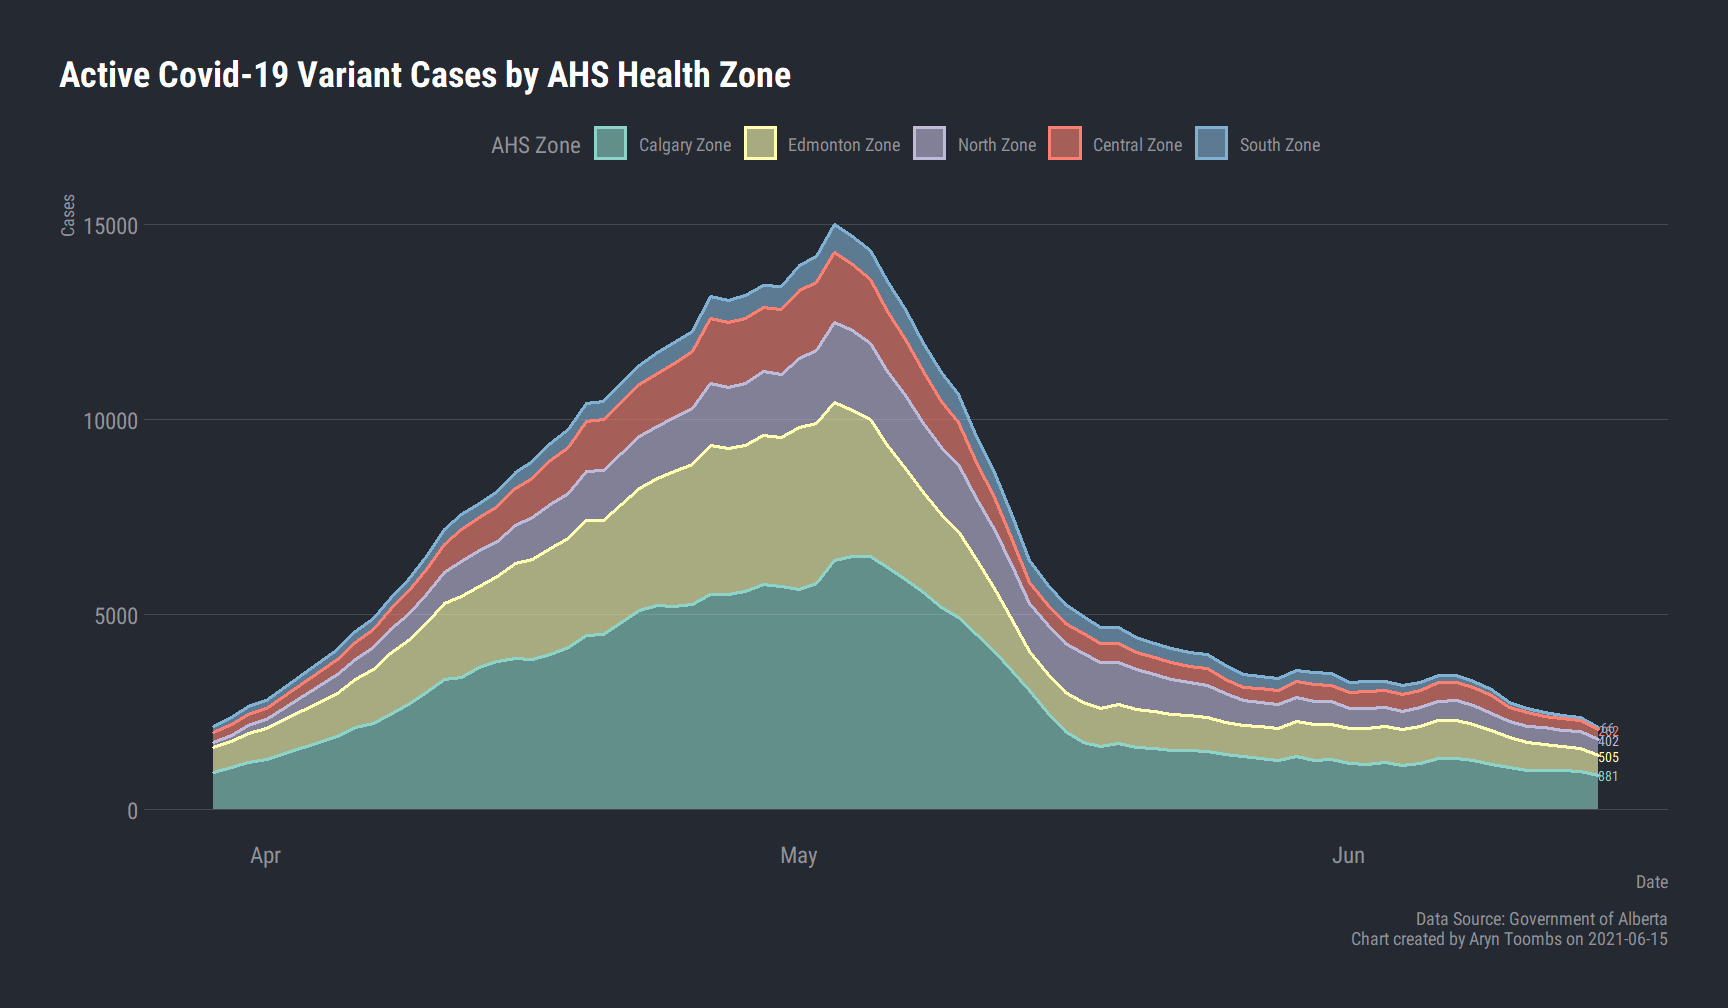 Active Covid-19 Variant Cases by AHS Health Zone
AHS Zone Calgary Zone Edmonton Zone North Zone Central Zone South Zone
Cases
15000
10000
5000
0
66
402
505
881
Apr May Jun
Date
Data Source: Government of Alberta
Chart created by Aryn Toombs on 2021-06-15